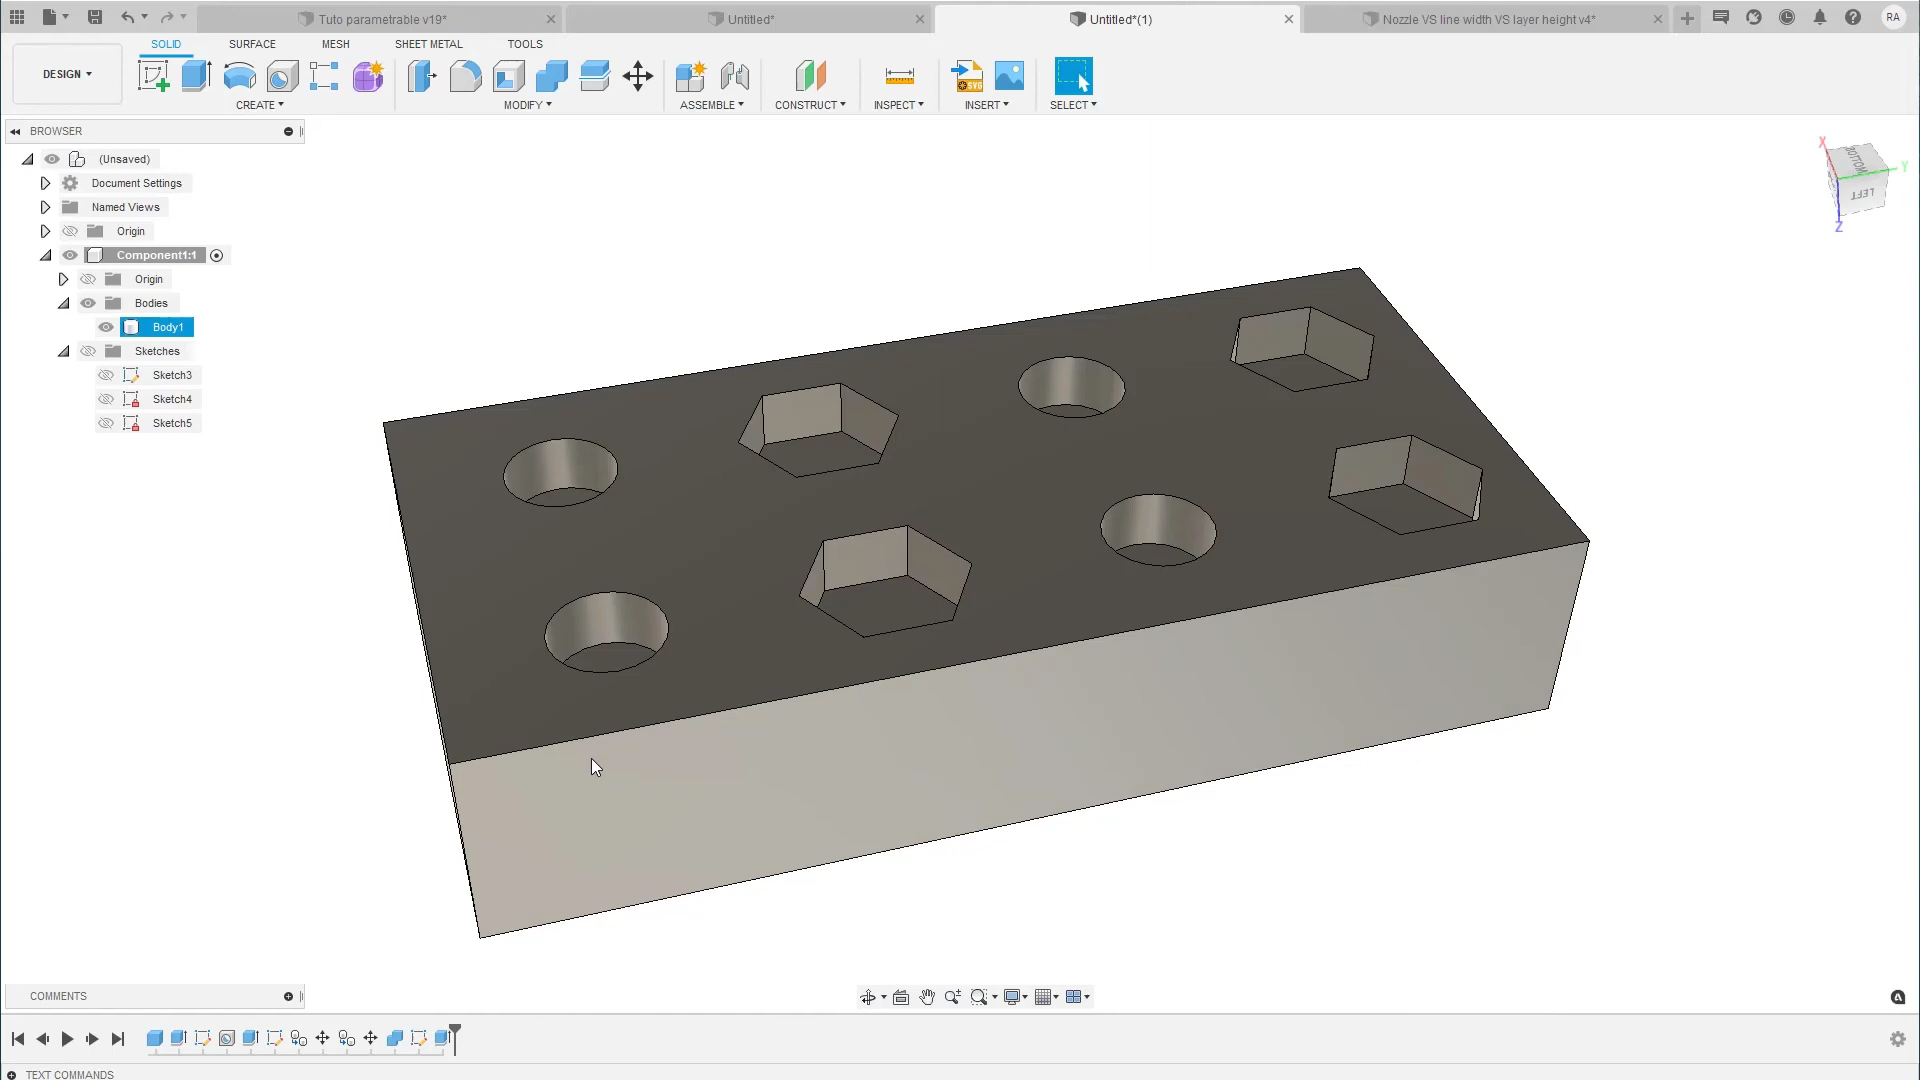 Tuto parametrable v19*
Untitled*
Untitled*(1)
Nozzle VS line width VS layer height v4*
RA
DESIGN
SOLID
SURFACE
MESH
SHEET METAL
TOOLS
CREATE
MODIFY
ASSEMBLE
CONSTRUCT
INSPECT
SVG
INSERT
SELECT
BROWSER
(Unsaved)
Document Settings
Named Views
Origin
Component1:1
Origin
Bodies
Body1
Sketches
Sketch3
Sketch4
Sketch5
X
BOTTOM
Y
LEFT
Z
COMMENTS
TEXT COMMANDS